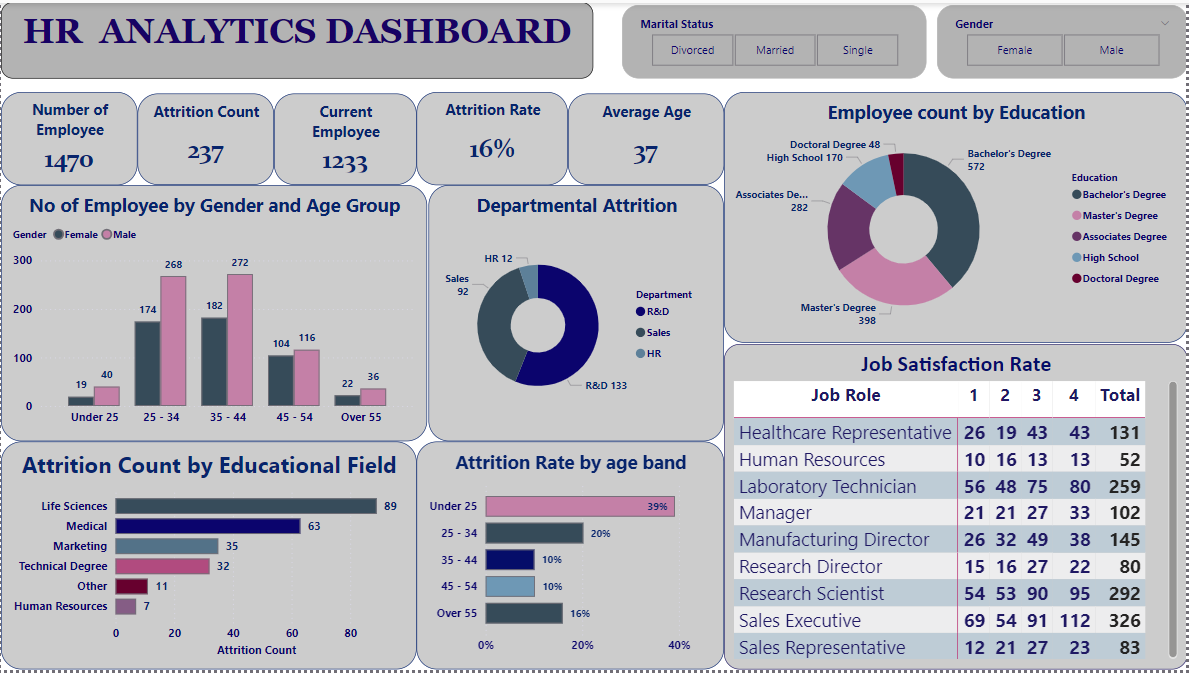 HR ANALYTICS DASHBOARD
Marital Status
Divorced Married Single
Gender
Female Male
Number of
Employee
1470
Attrition Count
237
Current
Employee
1233
Attrition Rate
16%
Average Age
37
Employee count by Education
Doctoral Degree 48
High School 170
Associates De...
282
Bachelor's Degree
572
Master's Degree
398
Education
Bachelor's Degree
Master's Degree
Associates Degree
High School
Doctoral Degree
No of Employee by Gender and Age Group
Gender Female Male
300
200
100
0
19 40
174 268
182 272
104 116
22 36
Under 25 25 - 34 35 - 44 45 - 54 Over 55
Departmental Attrition
HR 12
Sales
92
R&D 133
Department
R&D
Sales
HR
Job Satisfaction Rate
Job Role 1 2 3 4 Total
Healthcare Representative 26 19 43 43 131
Human Resources 10 16 13 13 52
Laboratory Technician 56 48 75 80 259
Manager 21 21 27 33 102
Manufacturing Director 26 32 49 38 145
Research Director 15 16 27 22 80
Research Scientist 54 53 90 95 292
Sales Executive 69 54 91 112 326
Sales Representative 12 21 27 23 83
Attrition Count by Educational Field
Life Sciences 89
Medical 63
Marketing 35
Technical Degree 32
Other 11
Human Resources 7
0 20 40 60 80
Attrition Count
Attrition Rate by age band
Under 25 39%
25 - 34 20%
35 - 44 10%
45 - 54 10%
Over 55 16%
0% 20% 40%